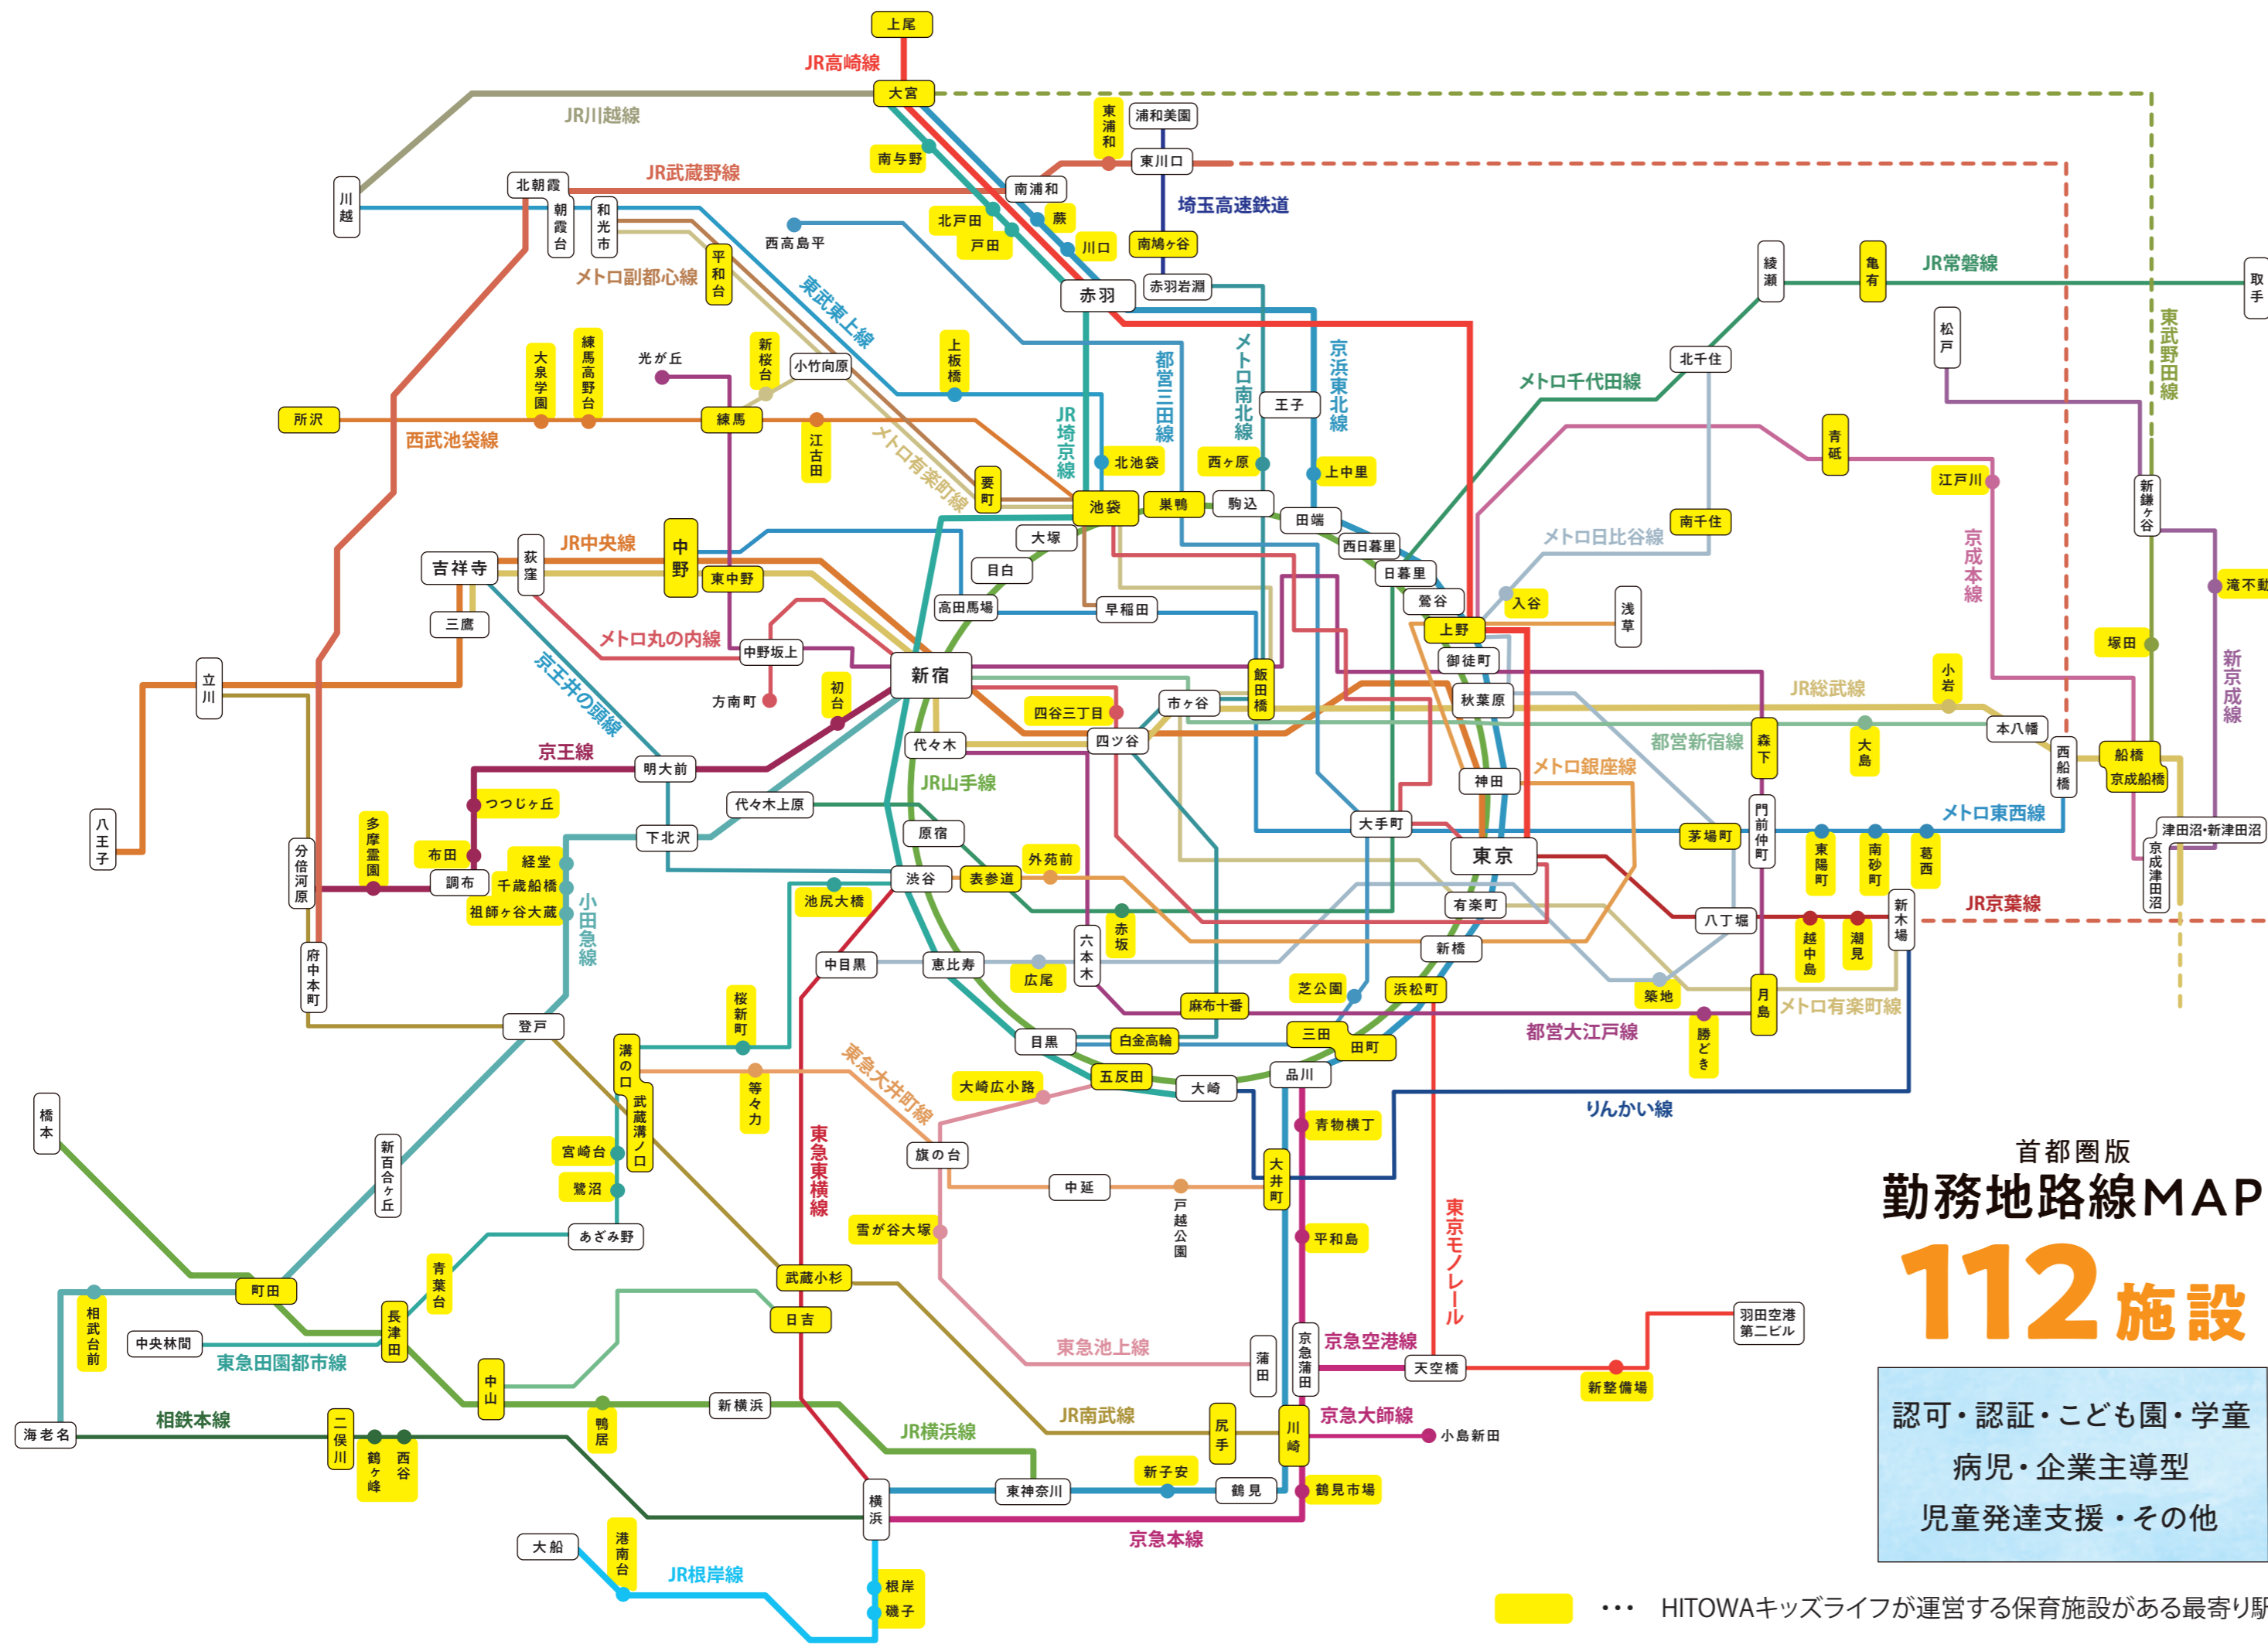 上尾
JR高崎線
大宮
JR川越線
東浦和
浦和美園
南与野
東川口
JR武蔵野線
北朝霞
南浦和
川越
朝霞台
和光市
埼玉高速鉄道
北戸田
蕨
西高島平
戸田
川口
南鳩ヶ谷
平和台
綾瀬
亀有
JR常磐線
取手
メトロ副都心線
東武東上線
赤羽
赤羽岩淵
松戸
東武野田線
大泉学園
練馬高野台
光が丘
新桜台
小竹向原
上板橋
都営三田線
メトロ南北線
京浜東北線
北千住
メトロ千代田線
王子
所沢
西武池袋線
練馬
江古田
JR埼京線
メトロ有楽町線
青砥
北池袋
西ヶ原
上中里
江戸川
要町
池袋
巣鴨
駒込
田端
新鎌ヶ谷
南千住
メトロ日比谷線
京成本線
大塚
西日暮里
JR中央線
荻窪
中野
吉祥寺
東中野
目白
日暮里
滝不動
高田馬場
早稲田
鶯谷
入谷
浅草
三鷹
上野
メトロ丸の内線
中野坂上
塚田
御徒町
新京成線
京王井の頭線
新宿
立川
初台
方南町
飯田橋
小岩
JR総武線
市ヶ谷
秋葉原
四谷三丁目
本八幡
代々木
四ツ谷
都営新宿線
森下
大島
西船橋
船橋
京成船橋
京王線
明大前
JR山手線
神田
メトロ銀座線
つつじヶ丘
代々木上原
八王子
多摩霊園
布田
下北沢
原宿
大手町
茅場町
門前仲町
メトロ東西線
東陽町
南砂町
葛西
津田沼・新津田沼
京成津田沼
分倍河原
調布
経堂
千歳船橋
祖師ヶ谷大蔵
小田急線
渋谷
表参道
外苑前
東京
池尻大橋
赤坂
有楽町
八丁堀
越中島
潮見
新木場
JR京葉線
府中本町
中目黒
恵比寿
広尾
六本木
新橋
築地
芝公園
浜松町
月島
メトロ有楽町線
麻布十番
桜新町
登戸
目黒
白金高輪
三田
田町
都営大江戸線
勝どき
溝の口
武蔵溝ノ口
等々力
東急大井町線
大崎広小路
五反田
大崎
品川
りんかい線
橋本
新百合ヶ丘
宮崎台
鷺沼
東急東横線
旗の台
青物横丁
大井町
中延
戸越公園
東京モノレール
首都圏版
勤務地路線MAP
112施設
あざみ野
雪が谷大塚
平和島
町田
青葉台
武蔵小杉
相武台前
長津田
中央林間
東急田園都市線
日吉
東急池上線
蒲田
京急蒲田
京急空港線
天空橋
羽田空港
第二ビル
新整備場
中山
鴨居
新横浜
相鉄本線
海老名
二俣川
鶴ヶ峰
西谷
JR横浜線
JR南武線
尻手
川崎
京急大師線
小島新田
認可・認証・こども園・学童
病児・企業主導型
児童発達支援・その他
横浜
東神奈川
新子安
鶴見
鶴見市場
京急本線
大船
港南台
JR根岸線
根岸
磯子
・・・ HITOWAキッズライフが運営する保育施設がある最寄り駅